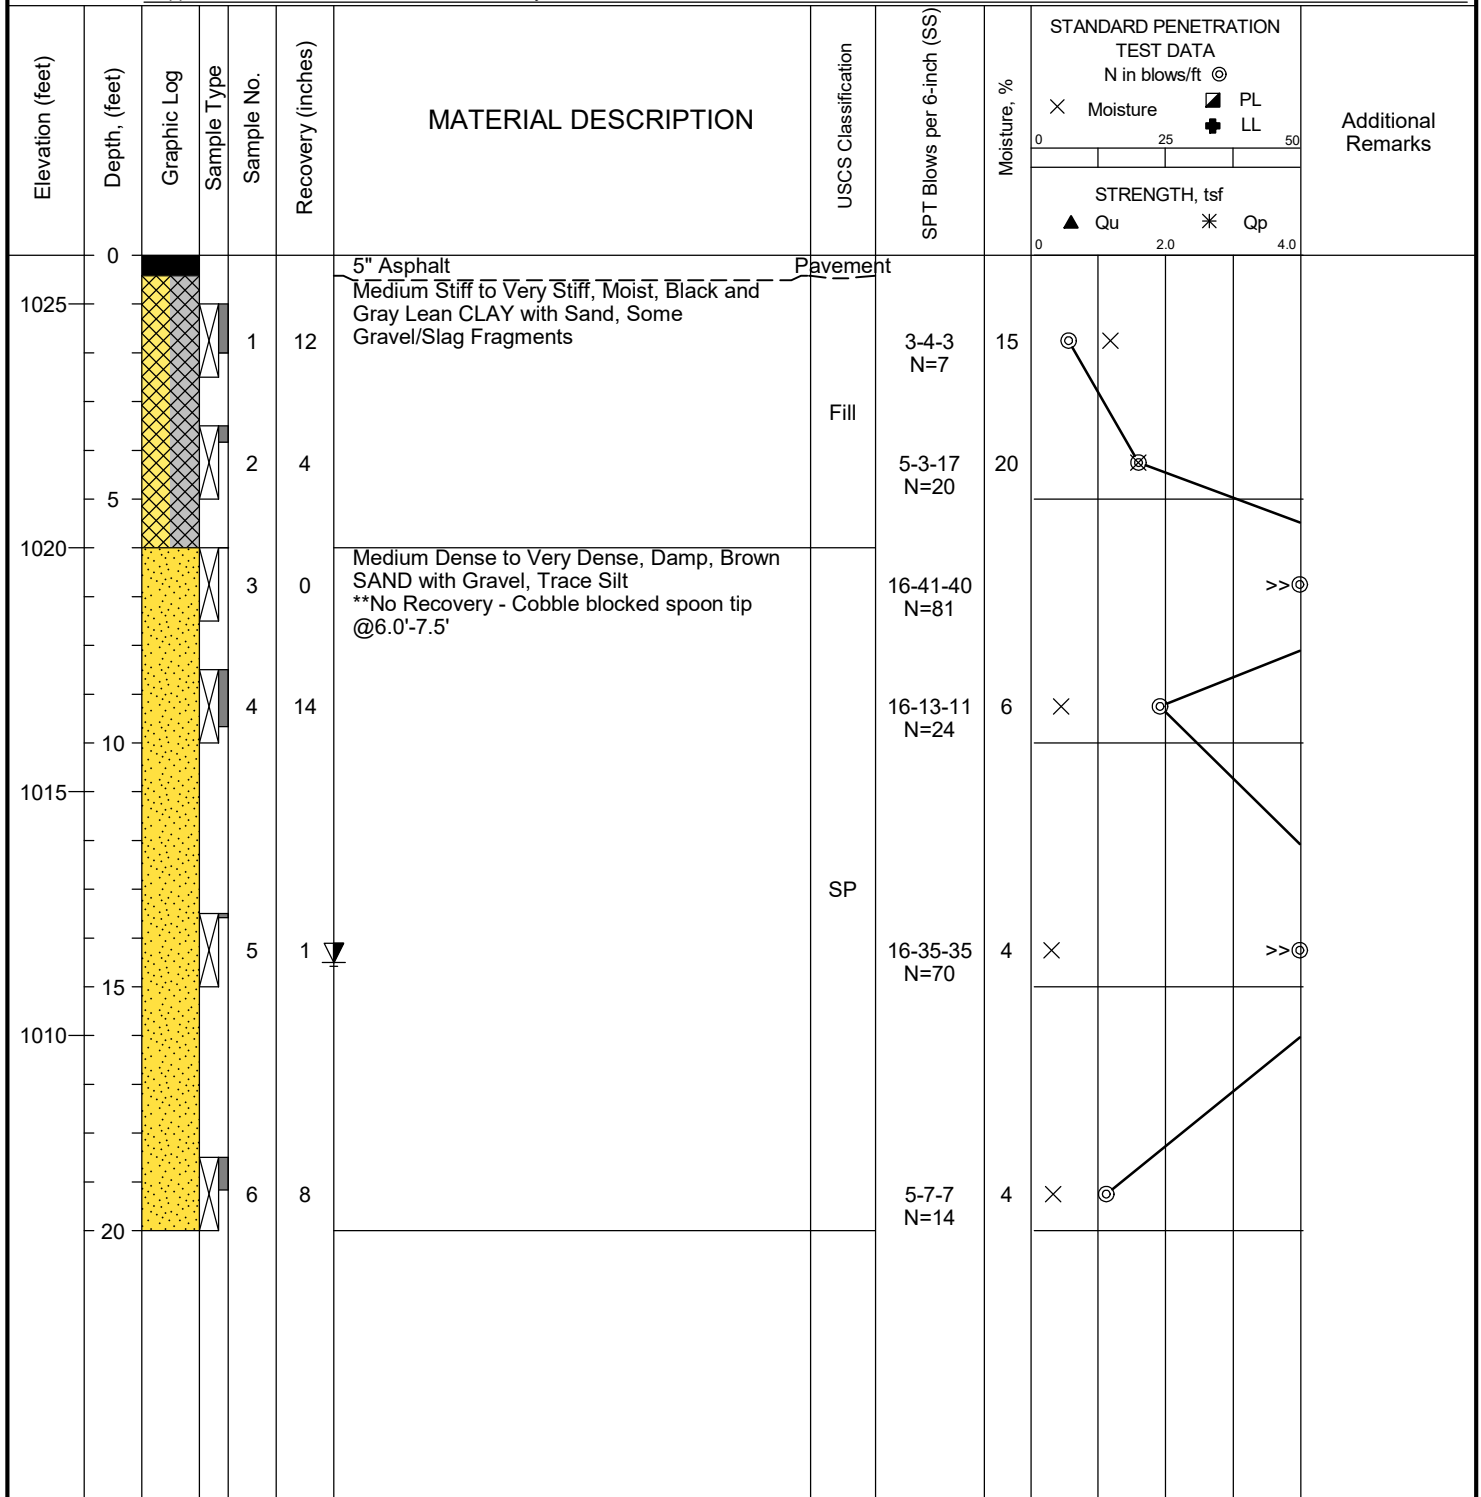 Elevation (feet)
Depth, (feet)
Graphic Log
Sample Type
Sample No.
Recovery (inches)
MATERIAL DESCRIPTION
USCS Classification
SPT Blows per 6-inch (SS)
Moisture, %
STANDARD PENETRATION
TEST DATA
N in blows/ft
Moisture
PL
LL
0 25 50
STRENGTH, tsf
Qu Qp
0 2.0 4.0
Additional
Remarks
0
5" Asphalt Pavement
1025
Medium Stiff to Very Stiff, Moist, Black and
Gray Lean CLAY with Sand, Some
Gravel/Slag Fragments
1 12 3-4-3 15
N=7
Fill
2 4 5-3-17 20
N=20
5
1020
Medium Dense to Very Dense, Damp, Brown
SAND with Gravel, Trace Silt
**No Recovery - Cobble blocked spoon tip
@6.0'-7.5'
3 0 16-41-40 >>
N=81
4 14 16-13-11 6
N=24
10
1015
SP
5 1 16-35-35 4 >>
N=70
15
1010
6 8 5-7-7 4
N=14
20